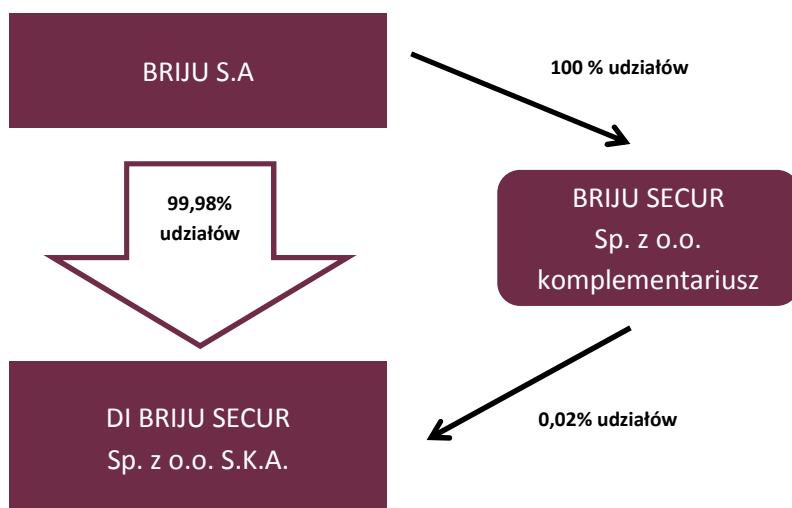 BRIJU S.A
100 % udziałów
99,98%
udziałów
BRIJU SECUR
Sp. z o.o.
komplementariusz
DI BRIJU SECUR
Sp. z o.o. S.K.A.
0,02% udziałów